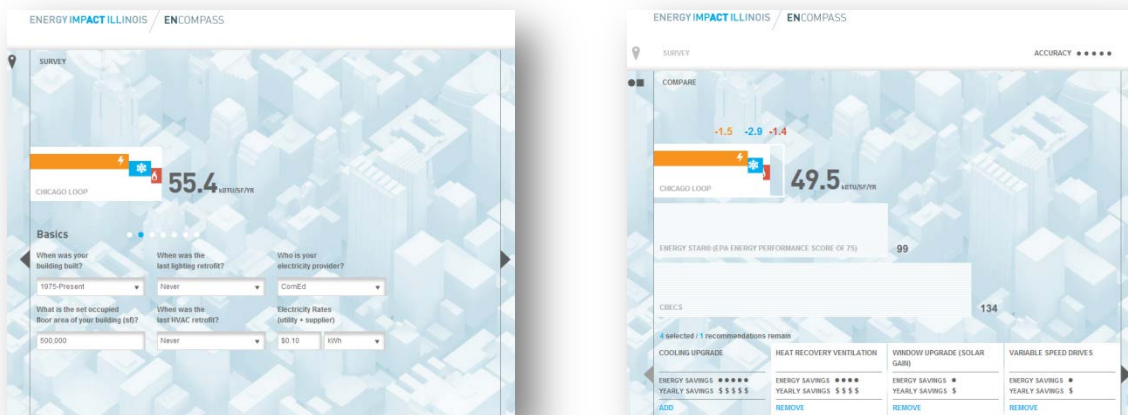 ENERGY IMPACT ILLINOIS / ENCOMPASS
SURVEY
CHICAGO LOOP
55.4 kBTU/SF/YR
Basics
When was your
building built?
1975-Present
When was the
last lighting retrofit?
Never
Who is your
electricity provider?
ComEd
What is the net occupied
floor area of your building (sf)?
500,000
When was the
last HVAC retrofit?
Never
Electricity Rates
(utility + supplier)
$0.10
kWh
ENERGY IMPACT ILLINOIS / ENCOMPASS
SURVEY
ACCURACY
COMPARE
-1.5 -2.9 -1.4
CHICAGO LOOP
49.5 kBTU/SF/YR
ENERGY STAR® (EPA ENERGY PERFORMANCE SCORE OF 75)
99
CBECS
134
4 selected / 1 recommendations remain
COOLING UPGRADE
ENERGY SAVINGS ●●●●●
YEARLY SAVINGS $$$$$
ADD
HEAT RECOVERY VENTILATION
ENERGY SAVINGS ●●●●
YEARLY SAVINGS $$$$
REMOVE
WINDOW UPGRADE (SOLAR
GAIN)
ENERGY SAVINGS ●
YEARLY SAVINGS $
REMOVE
VARIABLE SPEED DRIVES
ENERGY SAVINGS ●
YEARLY SAVINGS $
REMOVE